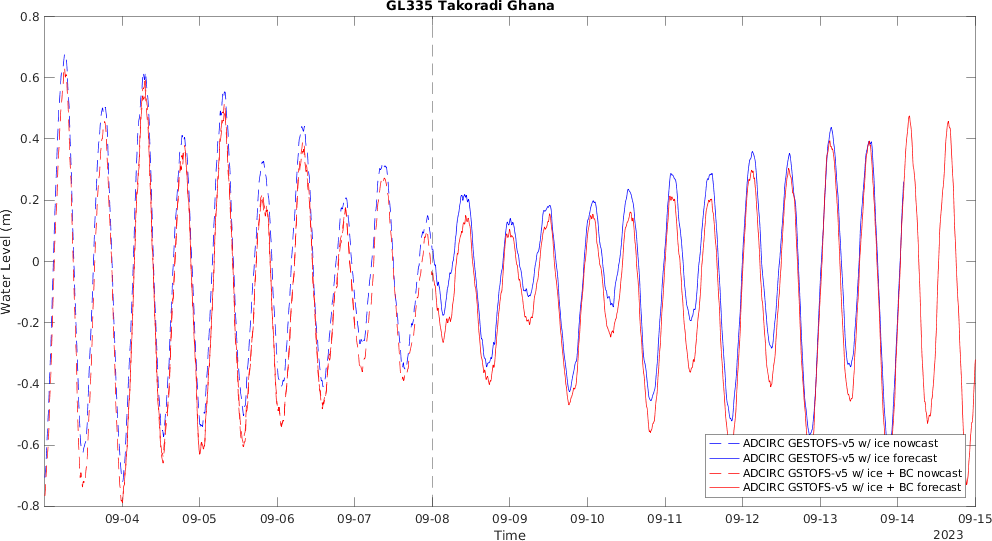 GL335 Takoradi Ghana
0.8
0.6
0.4
0.2
0
-0.2
-0.4
-0.6
-0.8
Water Level (m)
ADCIRC GESTOFS-v5 w/ ice nowcast
ADCIRC GESTOFS-v5 w/ ice forecast
ADCIRC GSTOFS-v5 w/ ice + BC nowcast
ADCIRC GSTOFS-v5 w/ ice + BC forecast
09-04 09-05 09-06 09-07 09-08 09-09 09-10 09-11 09-12 09-13 09-14 09-15
Time
2023